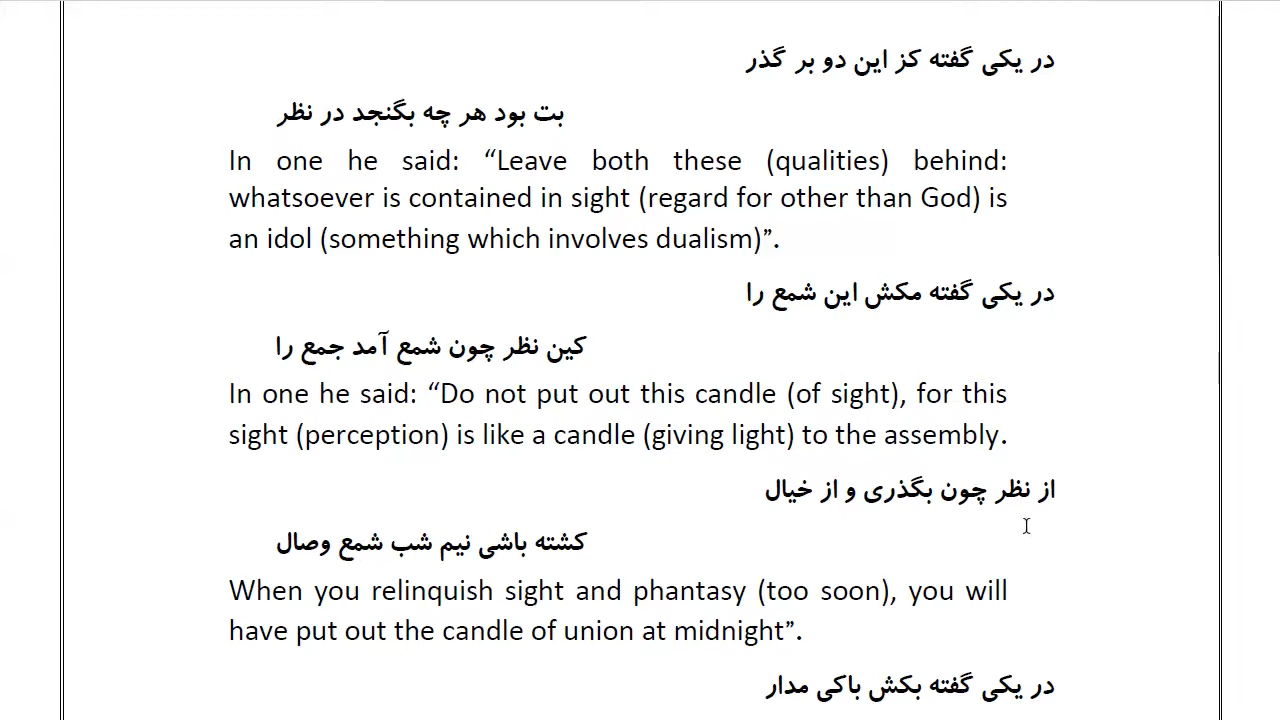 در یکی گفته کز این دو بر گذر
بت بود هر چه بگنجد در نظر
In one he said: “Leave both these (qualities) behind:
whatsoever is contained in sight (regard for other than God) is
an idol (something which involves dualism)”.
در یکی گفته مکش این شمع را
کین نظر چون شمع آمد جمع را
In one he said: “Do not put out this candle (of sight), for this
sight (perception) is like a candle (giving light) to the assembly.
از نظر چون بگذری و از خیال
کشته باشی نیم شب شمع وصال
When you relinquish sight and phantasy (too soon), you will
have put out the candle of union at midnight”.
در یکی گفته بکش باکی مدار